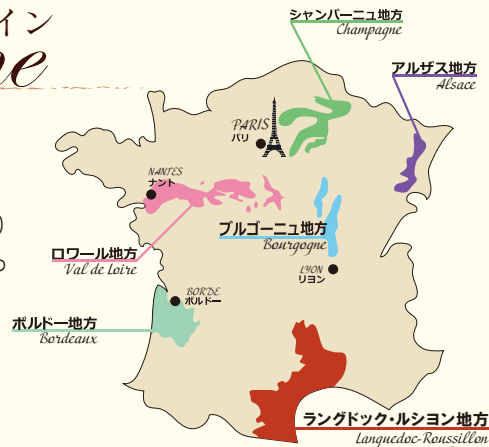 イン
ne
シャンパーニュ地方
Champagne
アルザス地方
Alsace
PARIS
パリ
NANTES
ナント
ブルゴーニュ地方
Bourgogne
ロワール地方
Val de Loire
LYON
リヨン
BORDE
ボルドー
ボルドー地方
Bordeaux
ラングドック・ルシヨン地方
Languedoc-Roussillon